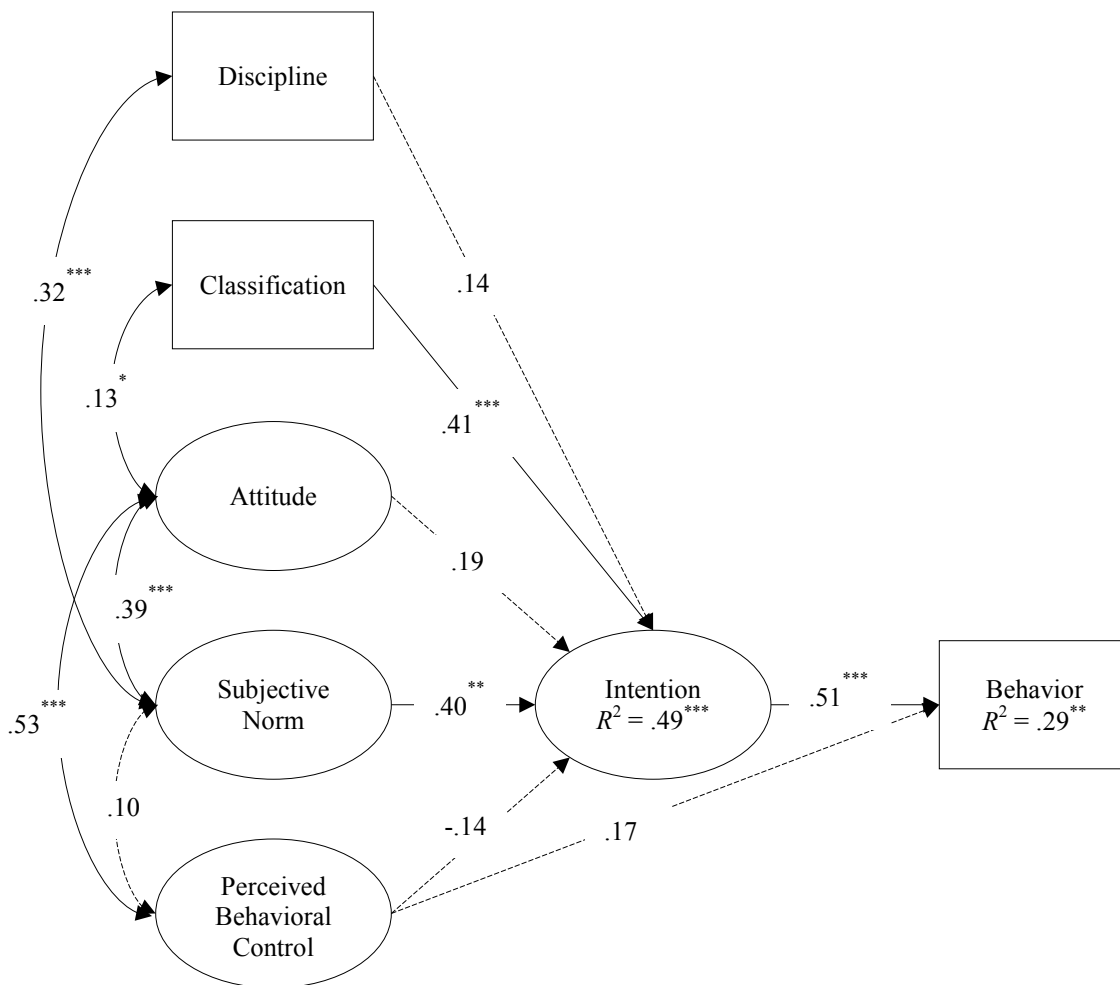 Discipline
.14
Classification
.32***
.13*
.41***
Attitude
.19
.39***
Subjective
Norm
.40**
Intention
R² = .49***
.51***
Behavior
R² = .29**
.53***
.10
-.14
.17
Perceived
Behavioral
Control